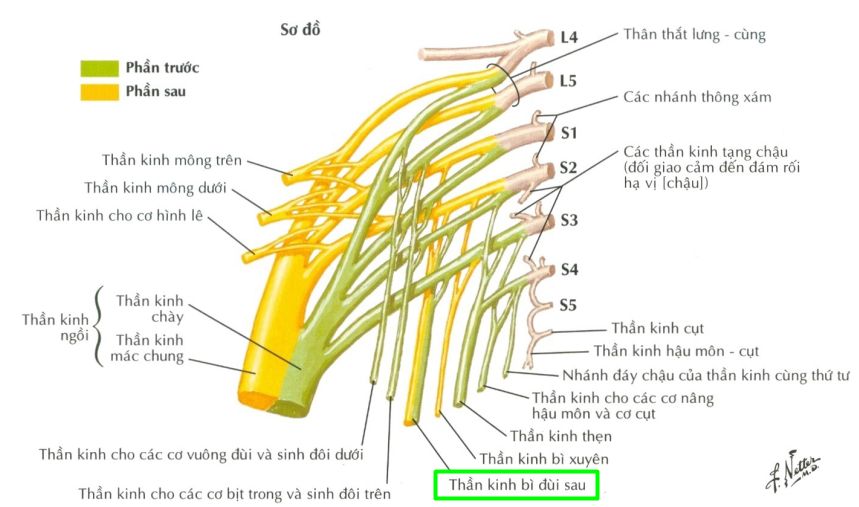 Sơ đồ
Phần trước
Phần sau
L4
L5
S1
S2
S3
S4
S5
Thân thắt lưng - cùng
Các nhánh thông xám
Các thần kinh tạng chậu
(đối giao cảm đến đám rối
hạ vị [chậu])
Thần kinh mông trên
Thần kinh mông dưới
Thần kinh cho cơ hình lê
Thần kinh
ngồi
Thần kinh
chày
Thần kinh
mác chung
Thần kinh cụt
Thần kinh hậu môn - cụt
Nhánh đáy chậu của thần kinh cùng thứ tư
Thần kinh cho các cơ nâng
hậu môn và cơ cụt
Thần kinh thẹn
Thần kinh bì xuyên
Thần kinh bì đùi sau
Thần kinh cho các cơ vuông đùi và sinh đôi dưới
Thần kinh cho các cơ bịt trong và sinh đôi trên
F. Netter
M.D.